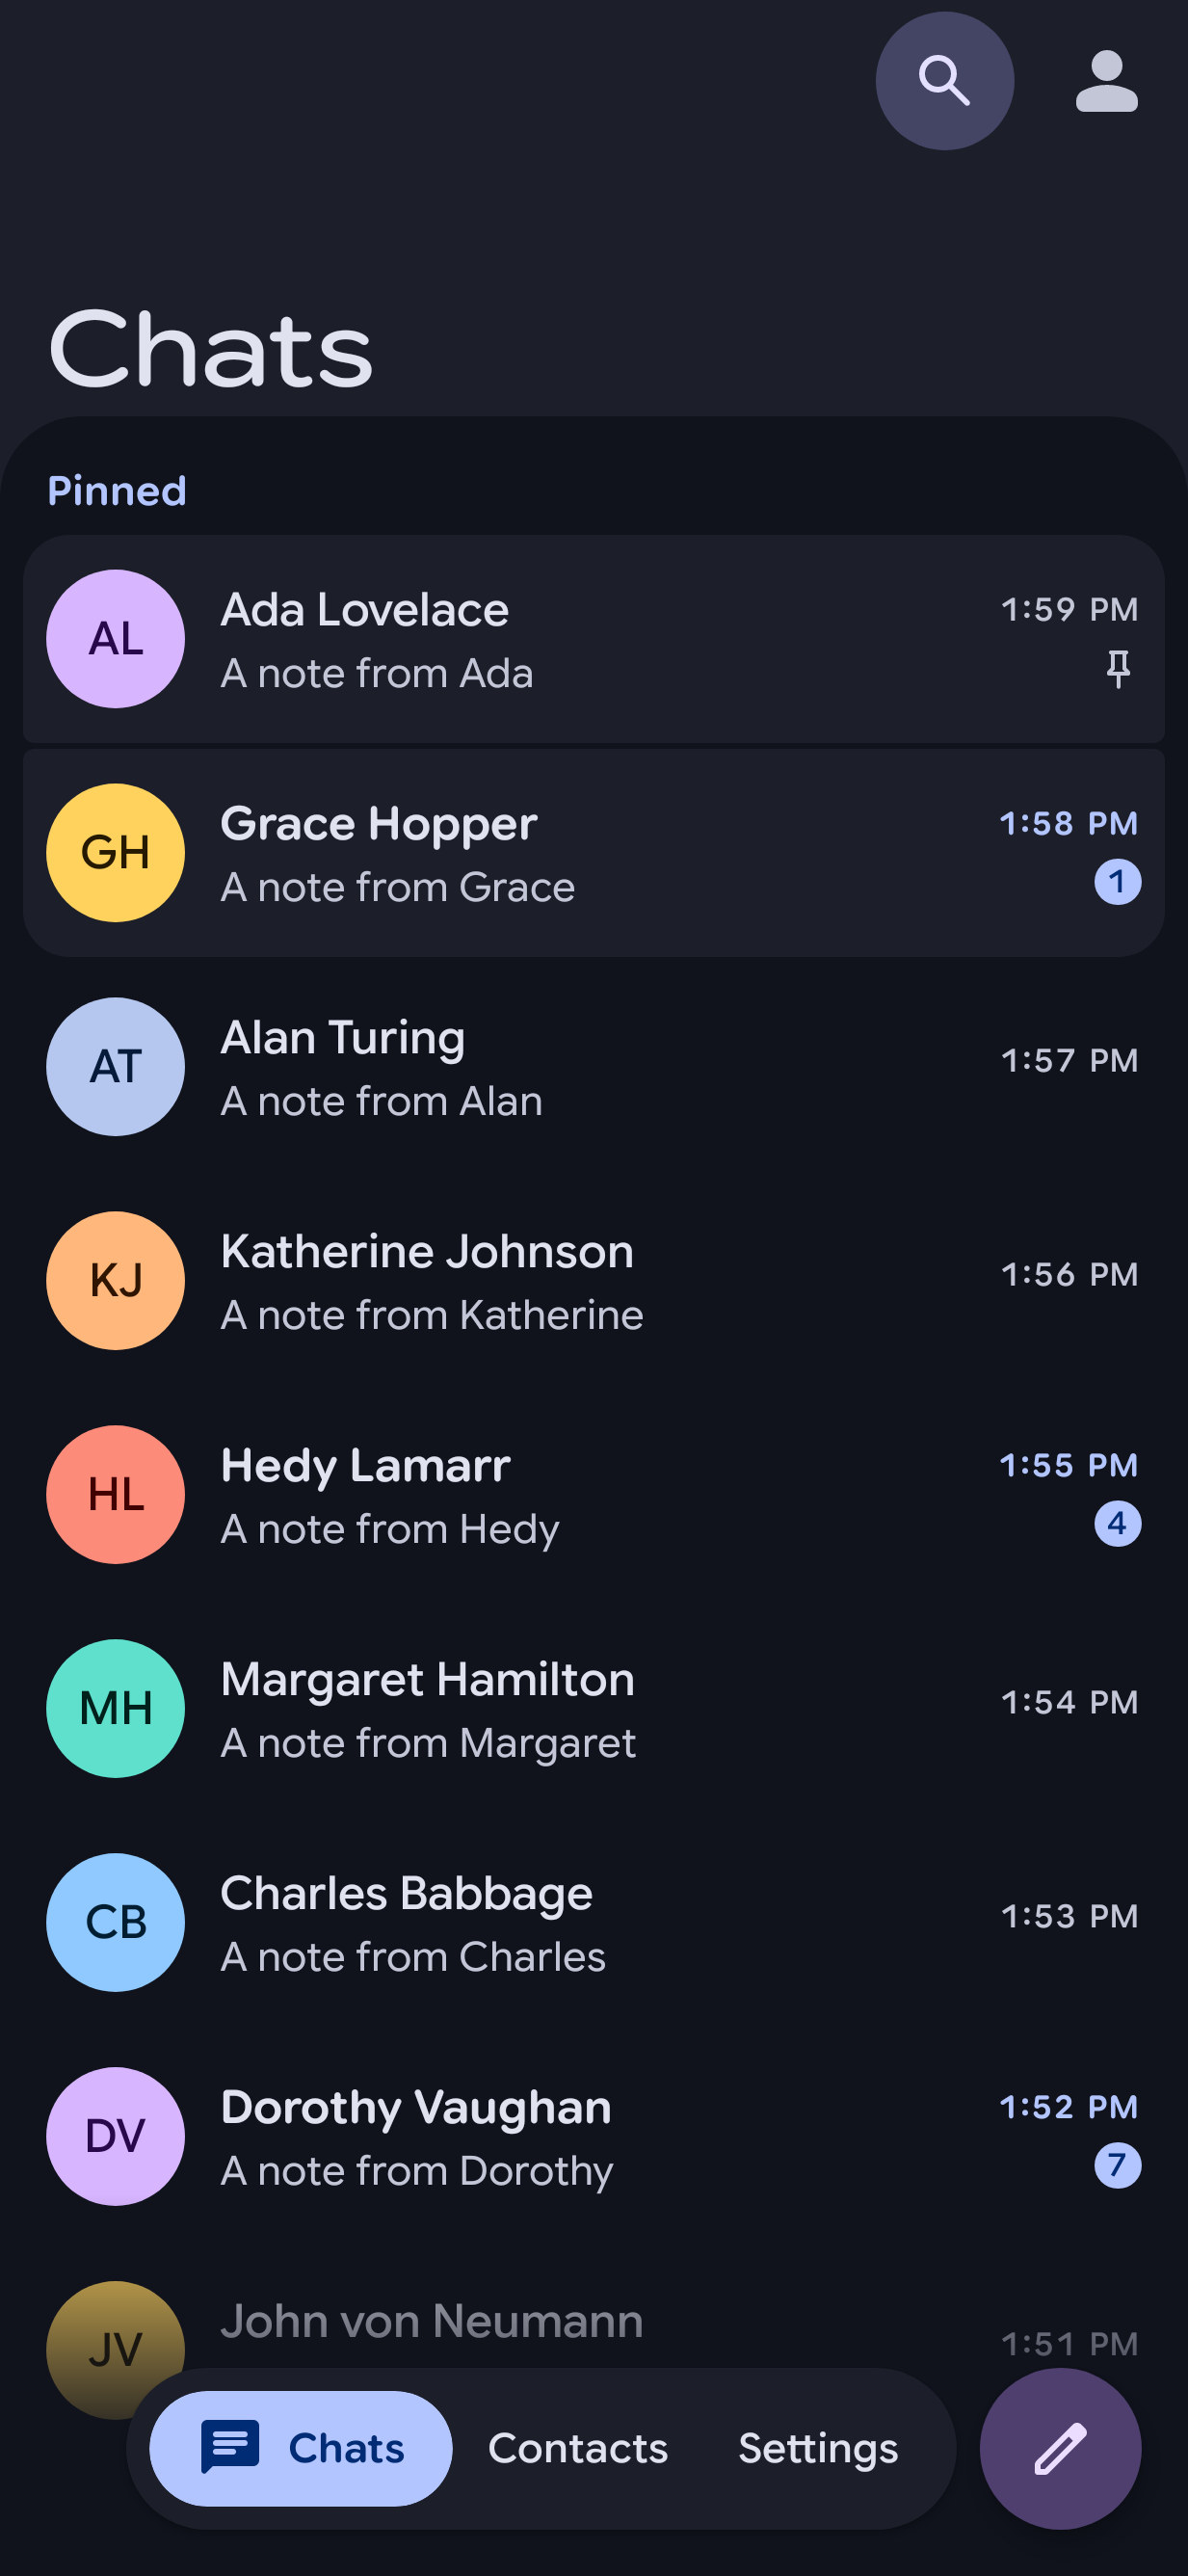 Chats
Pinned
AL
Ada Lovelace
1:59 PM
A note from Ada
GH
Grace Hopper
1:58 PM
A note from Grace
1
AT
Alan Turing
1:57 PM
A note from Alan
KJ
Katherine Johnson
1:56 PM
A note from Katherine
HL
Hedy Lamarr
1:55 PM
A note from Hedy
4
MH
Margaret Hamilton
1:54 PM
A note from Margaret
CB
Charles Babbage
1:53 PM
A note from Charles
DV
Dorothy Vaughan
1:52 PM
A note from Dorothy
7
JV
John von Neumann
1:51 PM
Chats
Contacts
Settings